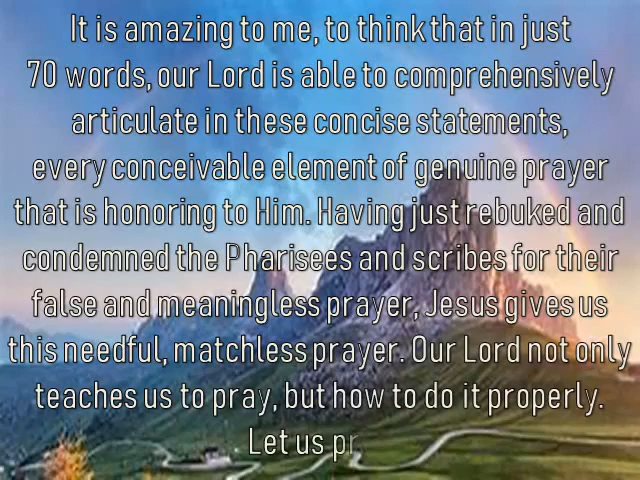 It is amazing to me, to think that in just
70 words, our Lord is able to comprehensively
articulate in these concise statements,
every conceivable element of genuine prayer
that is honoring to Him. Having just rebuked and
condemned the Pharisees and scribes for their
false and meaningless prayer, Jesus gives us
this needful, matchless prayer. Our Lord not only
teaches us to pray, but how to do it properly.
Let us